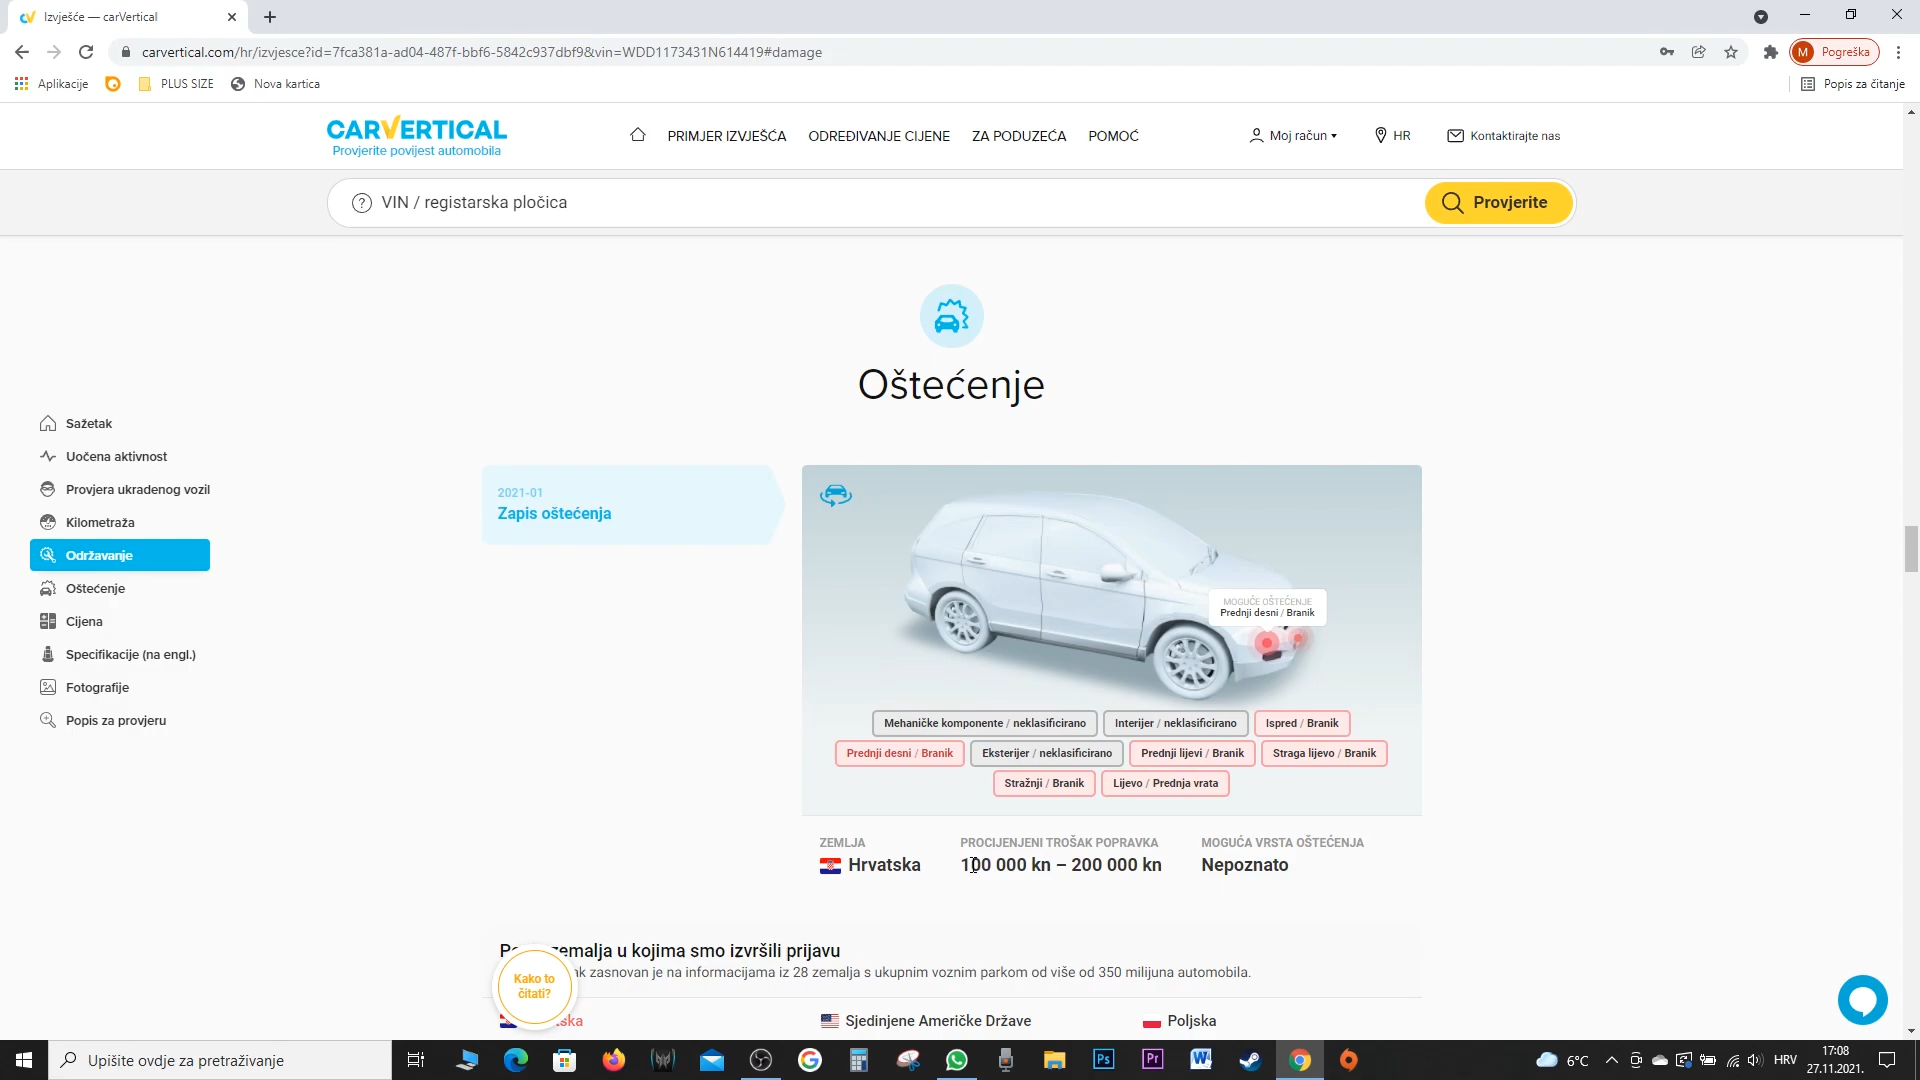 Izvješće — carVertical
carvertical.com/hr/izvjesce?id=7fca381a-ad04-487f-bbf6-5842c937dbf9&vin=WDD1173431N614419#damage
M Pogreška
Aplikacije
PLUS SIZE
Nova kartica
Popis za čitanje
CARVERTICAL
Provjerite povijest automobila
PRIMJER IZVJEŠĆA
ODREĐIVANJE CIJENE
ZA PODUZEĆA
POMOĆ
Moj račun
HR
Kontaktirajte nas
? VIN / registarska pločica
Provjerite
Oštećenje
Sažetak
Uočena aktivnost
Provjera ukradenog vozil
Kilometraža
Održavanje
Oštećenje
Cijena
Specifikacije (na engl.)
Fotografije
Popis za provjeru
2021-01
Zapis oštećenja
MOGUĆE OŠTEĆENJE
Prednji desni / Branik
Mehaničke komponente / neklasificirano
Interijer / neklasificirano
Ispred / Branik
Prednji desni / Branik
Eksterijer / neklasificirano
Prednji lijevi / Branik
Straga lijevo / Branik
Stražnji / Branik
Lijevo / Prednja vrata
ZEMLJA
Hrvatska
PROCIJENJENI TROŠAK POPRAVKA
100 000 kn – 200 000 kn
MOGUĆA VRSTA OŠTEĆENJA
Nepoznato
zemalja u kojima smo izvršili prijavu
zasnovan je na informacijama iz 28 zemalja s ukupnim voznim parkom od više od 350 milijuna automobila.
Kako to
čitati?
Sjedinjene Američke Države
Poljska
Upišite ovdje za pretraživanje
Ps
Pr
W
6°C
HRV
17:08
27.11.2021.